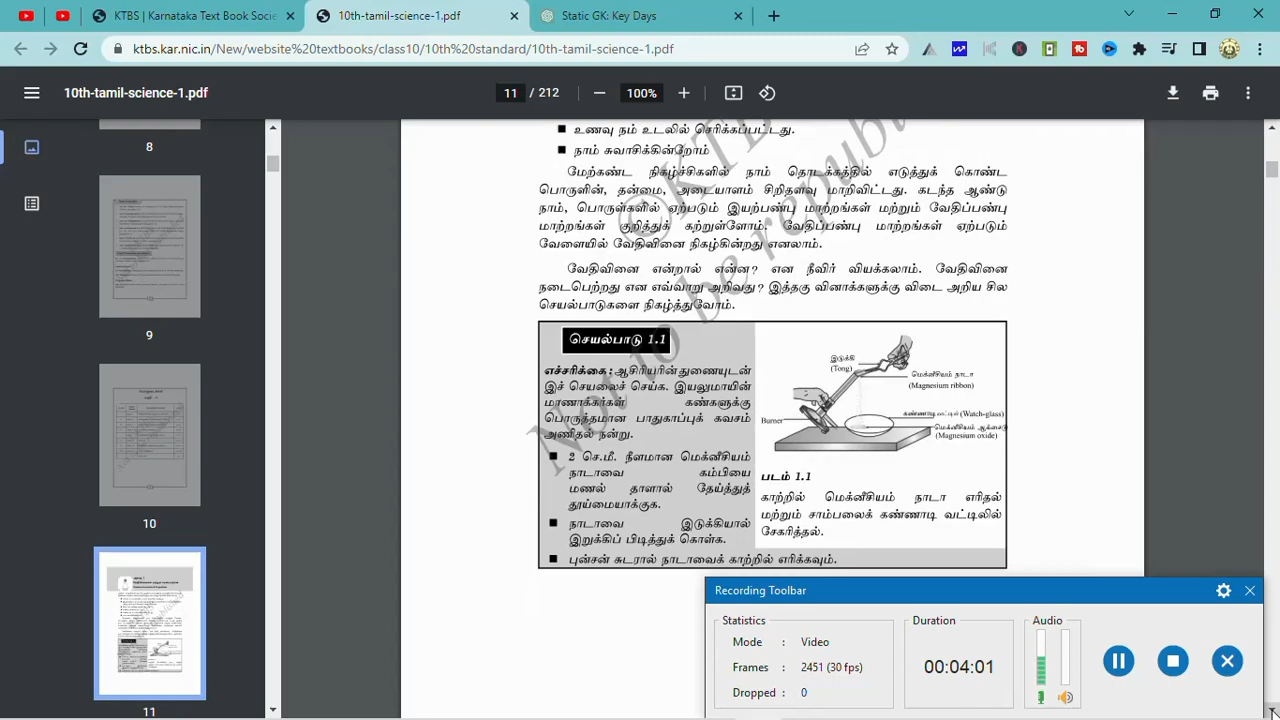 KTBS | Karnataka Text Book Socie
10th-tamil-science-1.pdf
Static GK: Key Days
ktbs.kar.nic.in/New/website%20textbooks/class10/10th%20standard/10th-tamil-science-1.pdf
10th-tamil-science-1.pdf
11 / 212
100%
8
9
10
11
உணவு நம் உடலில் செரிக்கப்பட்டது.
நாம் சுவாசிக்கின்றோம்
மேற்கண்ட நிகழ்ச்சிகளில் நாம் தொடக்கத்தில் எடுத்துக் கொண்ட
பொருளின், தன்மை, அடையாளம் சிறிதளவு மாறிவிட்டது. கடந்த ஆண்டு
நாம், பொருள்களில் ஏற்படும் இயற்பண்பு மாற்றங்கள் மற்றும் வேதிப்பண்பு
மாற்றங்கள் குறித்துக் கற்றுள்ளோம். வேதிப்பண்பு மாற்றங்கள் ஏற்படும்
வேளையில் வேதிவினை நிகழ்கின்றது எனலாம்.
வேதிவினை என்றால் என்ன? என நீவிர் வியக்கலாம். வேதிவினை
நடைபெற்றது என எவ்வாறு அறிவது? இத்தகு வினாக்களுக்கு விடை அறிய சில
செயல்பாடுகளை நிகழ்த்துவோம்.
செயல்பாடு 1.1
எச்சரிக்கை : ஆசிரியரின் துணையுடன்
இச் செயலைச் செய்க. இயலுமாயின்
மாணாக்கர்கள் கண்களுக்கு
பொருத்தமான பாதுகாப்புக் கவசம்
அணிதல் நன்று.
2 செ.மீ. நீளமான மெக்னீசியம்
நாடாவை கம்பியை
மணல் தாளால் தேய்த்துத்
தூய்மையாக்குக.
நாடாவை இடுக்கியால்
இறுக்கிப் பிடித்துக் கொள்க.
புன்சன் சுடரால் நாடாவைக் காற்றில் எரிக்கவும்.
இடுக்கி
(Tong)
மெக்னீசியம் நாடா
(Magnesium ribbon)
கண்ணாடி வட்டில் (Watch-glass)
Burner
மெக்னீசியம் ஆக்சைடு
(Magnesium oxide)
படம் 1.1
காற்றில் மெக்னீசியம் நாடா எரிதல்
மற்றும் சாம்பலைக் கண்ணாடி வட்டிலில்
சேகரித்தல்.
Recording Toolbar
Statistics
Mode : Video
Frames : 2451 (30 fps)
Dropped : 0
Duration
00:04:01
Audio